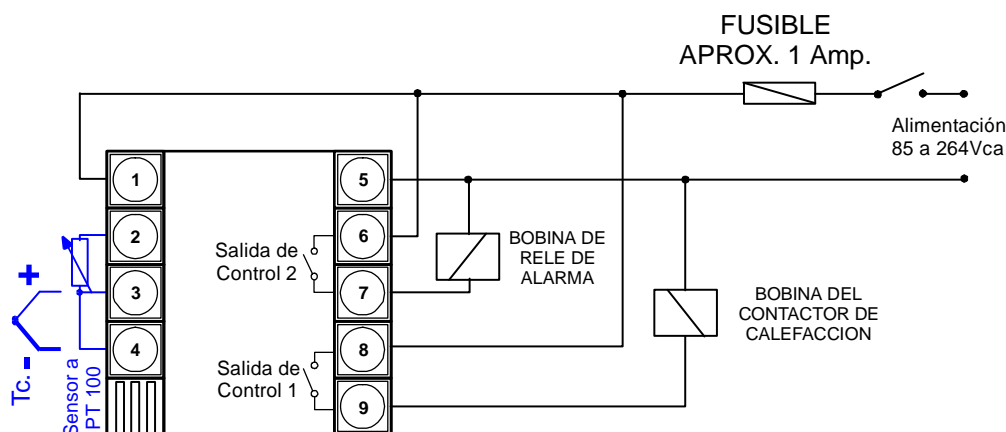 FUSIBLE
APROX. 1 Amp.
Alimentación
85 a 264Vca
1
2
3
4
5
6
7
8
9
Salida de
Control 2
Salida de
Control 1
BOBINA DE
RELE DE
ALARMA
BOBINA DEL
CONTACTOR DE
CALEFACCION
+
-
Tc.
Sensor a
PT 100